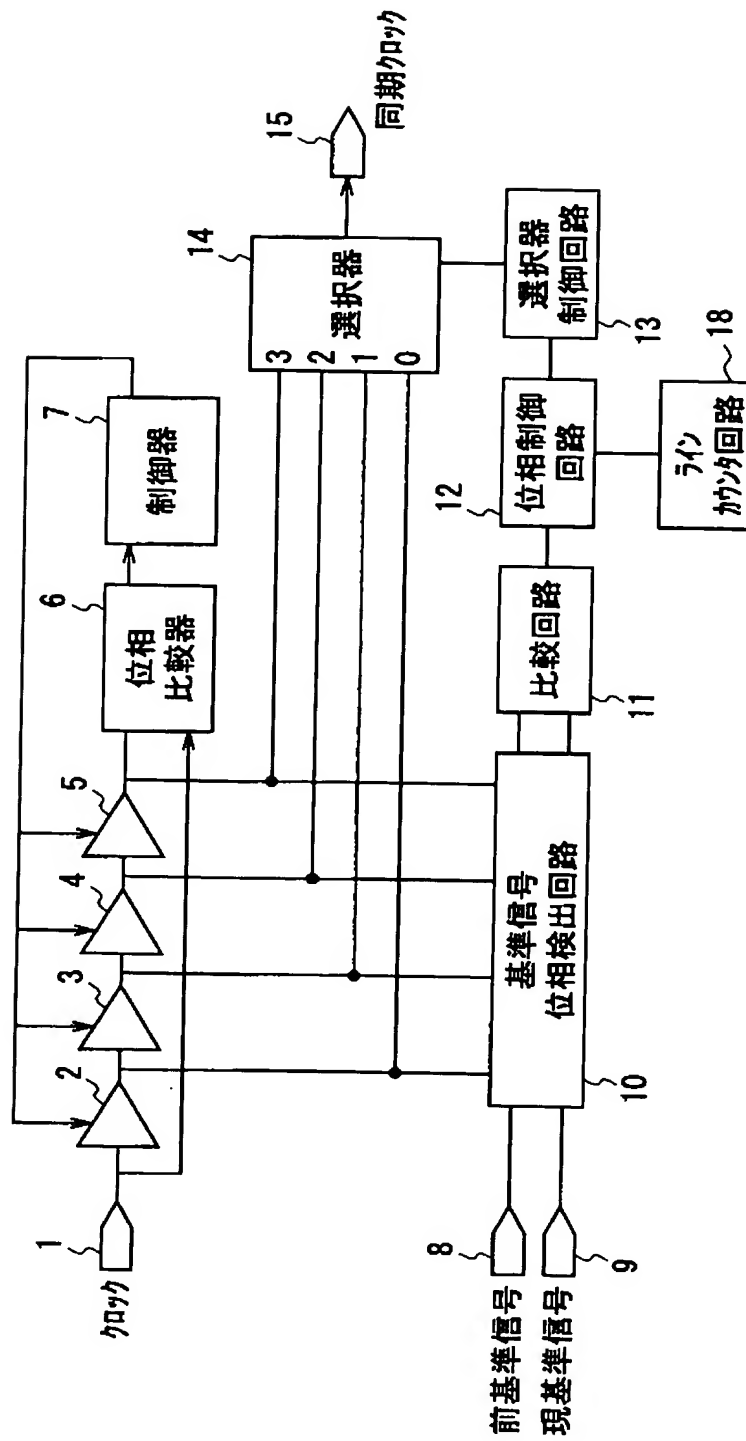 1
クロック
2
3
4
5
6
位相
比較器
7
制御器
14
選択器
3
2
1
0
15
同期クロック
8
前基準信号
9
現基準信号
10
基準信号
位相検出回路
11
比較回路
12
位相制御
回路
13
選択器
制御回路
18
ライン
カウンタ回路